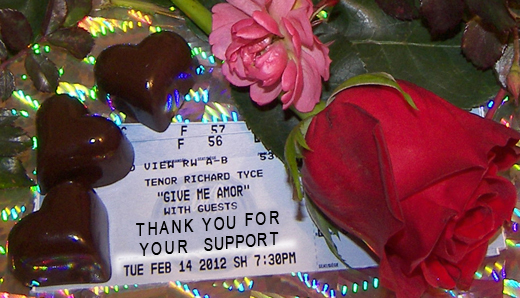 F 57
F 56
VIEW RW A-B 53
TENOR RICHARD TYCE
"GIVE ME AMOR"
WITH GUESTS
THANK YOU FOR
YOUR SUPPORT
TUE FEB 14 2012 SH 7:30PM